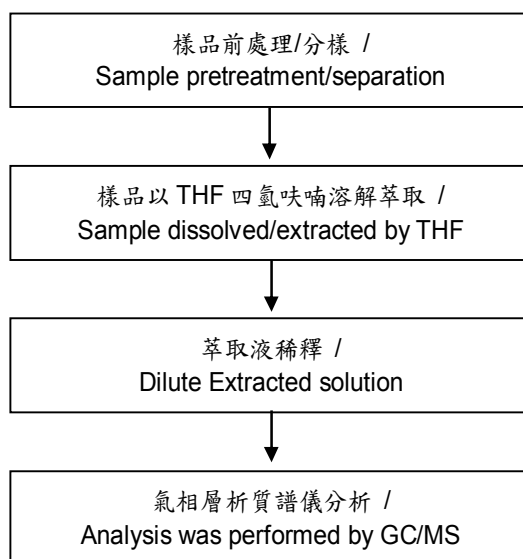 樣品前處理/分樣 /
Sample pretreatment/separation
樣品以 THF 四氫呋喃溶解萃取 /
Sample dissolved/extracted by THF
萃取液稀釋 /
Dilute Extracted solution
氣相層析質譜儀分析 /
Analysis was performed by GC/MS